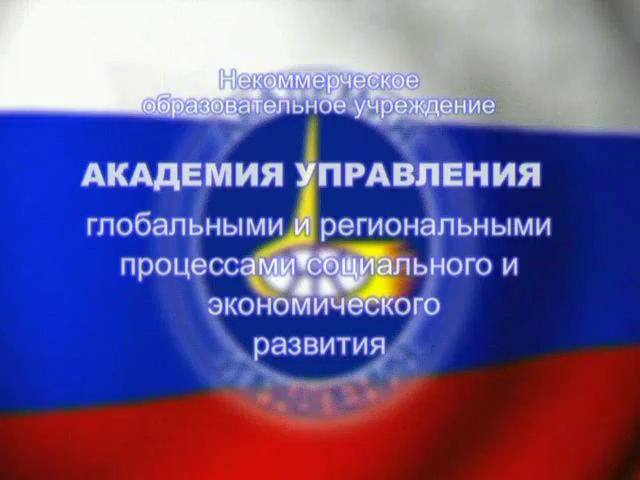 Некоммерческое
образовательное учреждение
АКАДЕМИЯ УПРАВЛЕНИЯ
глобальными и региональными
процессами социального и
экономического
развития